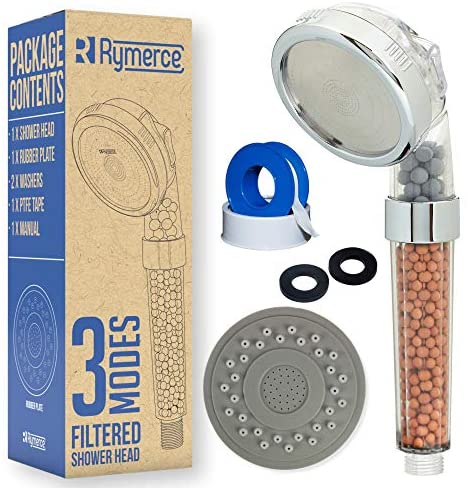 PACKAGE
CONTENTS
- 1 X SHOWER HEAD
- 1 X RUBBER PLATE
- 2 X WASHERS
- 1 X PTFE TAPE
- 1 X MANUAL
RUBBER PLATE
R Rymerce
3 MODES
FILTERED
SHOWER HEAD